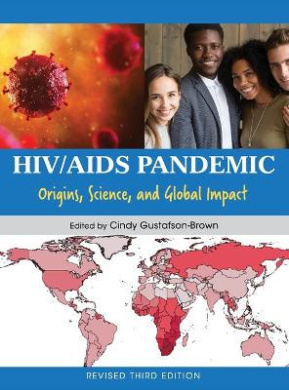 HIV/AIDS PANDEMIC
Origins, Science, and Global Impact
Edited by Cindy Gustafson-Brown
REVISED THIRD EDITION